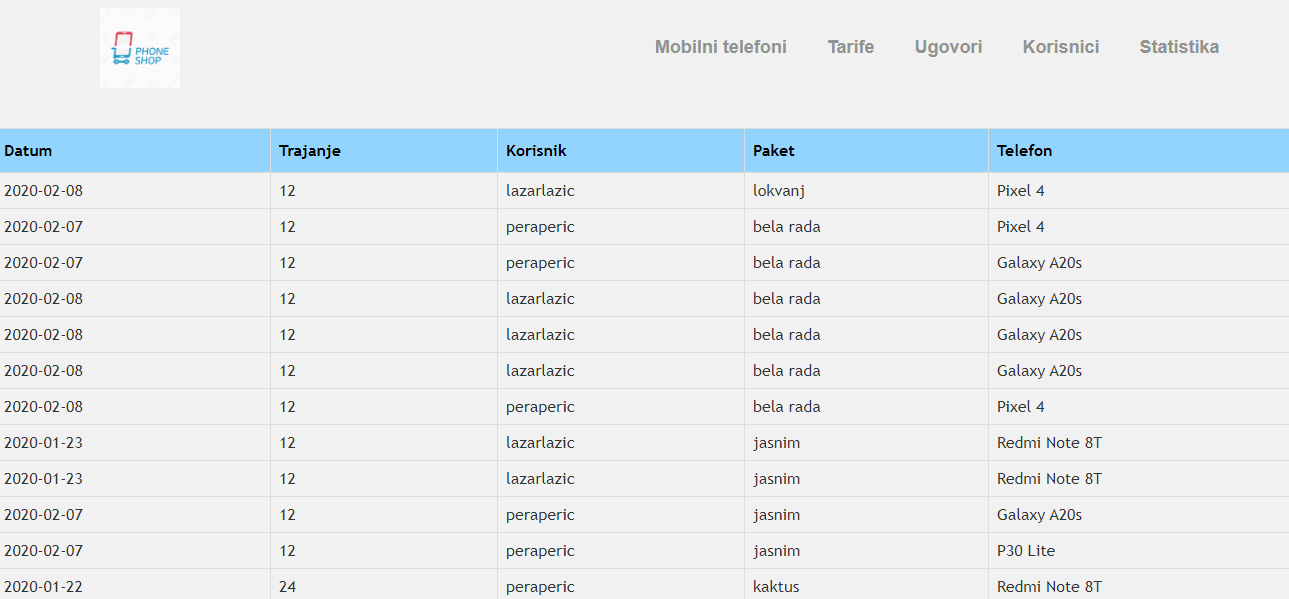 PHONE
SHOP
Mobilni telefoni Tarife Ugovori Korisnici Statistika
Datum Trajanje Korisnik Paket Telefon
2020-02-08 12 lazarlazic lokvanj Pixel 4
2020-02-07 12 peraperic bela rada Pixel 4
2020-02-07 12 peraperic bela rada Galaxy A20s
2020-02-08 12 lazarlazic bela rada Galaxy A20s
2020-02-08 12 lazarlazic bela rada Galaxy A20s
2020-02-08 12 lazarlazic bela rada Galaxy A20s
2020-02-08 12 peraperic bela rada Pixel 4
2020-01-23 12 lazarlazic jasnim Redmi Note 8T
2020-01-23 12 lazarlazic jasnim Redmi Note 8T
2020-02-07 12 peraperic jasnim Galaxy A20s
2020-02-07 12 peraperic jasnim P30 Lite
2020-01-22 24 peraperic kaktus Redmi Note 8T